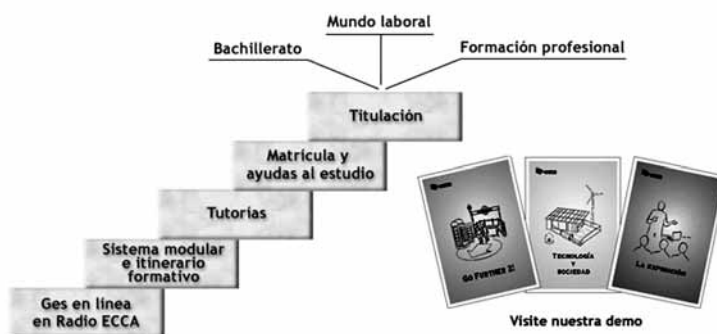 Mundo laboral
Bachillerato
Formación profesional
Titulación
Matrícula y
ayudas al estudio
Tutorías
Sistema modular
e itinerario
formativo
Ges en línea
en Radio ECCA
GO FURTHER 2!
TECNOLOGÍA
Y
SOCIEDAD
LA EXPOSICIÓN
Visite nuestra demo